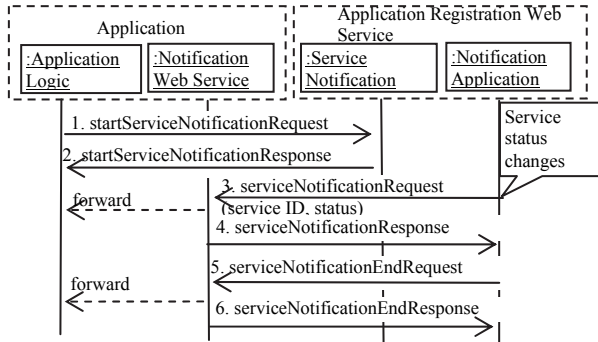 Application
Application Registration Web
Service
:Application
Logic
:Notification
Web Service
:Service
Notification
:Notification
Application
1. startServiceNotificationRequest
Service
status
changes
2. startServiceNotificationResponse
3. serviceNotificationRequest
(service ID, status)
forward
4. serviceNotificationResponse
5. serviceNotificationEndRequest
forward
6. serviceNotificationEndResponse